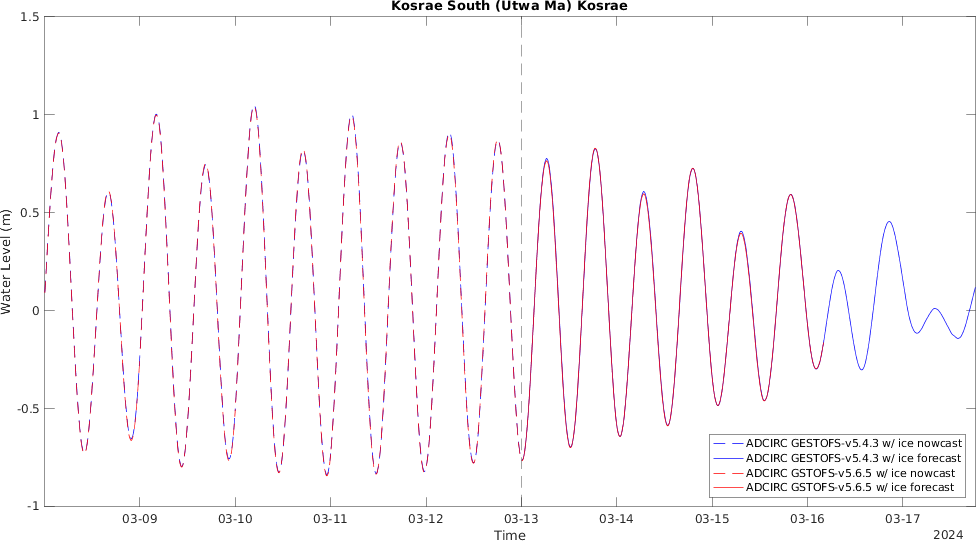 Kosrae South (Utwa Ma) Kosrae
1.5
1
0.5
0
-0.5
-1
Water Level (m)
ADCIRC GESTOFS-v5.4.3 w/ ice nowcast
ADCIRC GESTOFS-v5.4.3 w/ ice forecast
ADCIRC GSTOFS-v5.6.5 w/ ice nowcast
ADCIRC GSTOFS-v5.6.5 w/ ice forecast
03-09 03-10 03-11 03-12 03-13 03-14 03-15 03-16 03-17
Time
2024